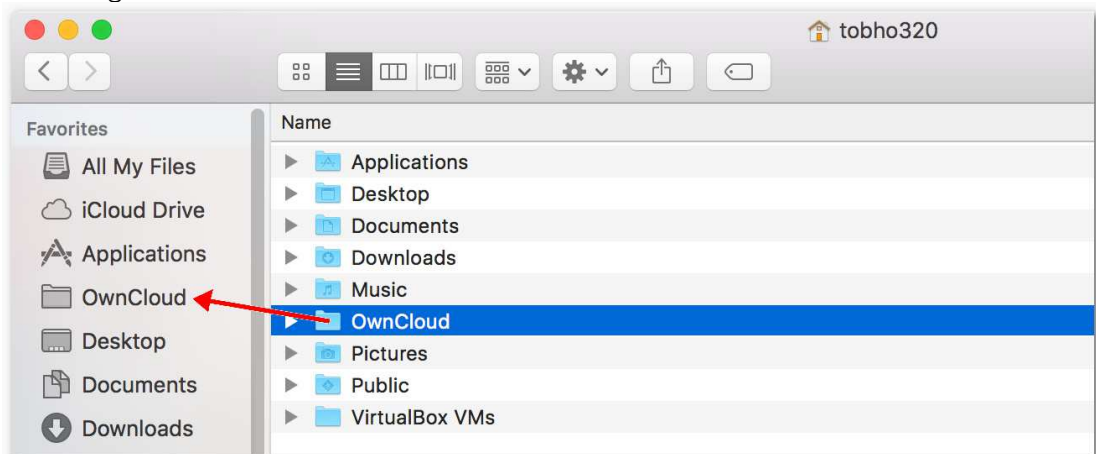 tobho320
Favorites
All My Files
iCloud Drive
Applications
OwnCloud
Desktop
Documents
Downloads
Name
Applications
Desktop
Documents
Downloads
Music
OwnCloud
Pictures
Public
VirtualBox VMs